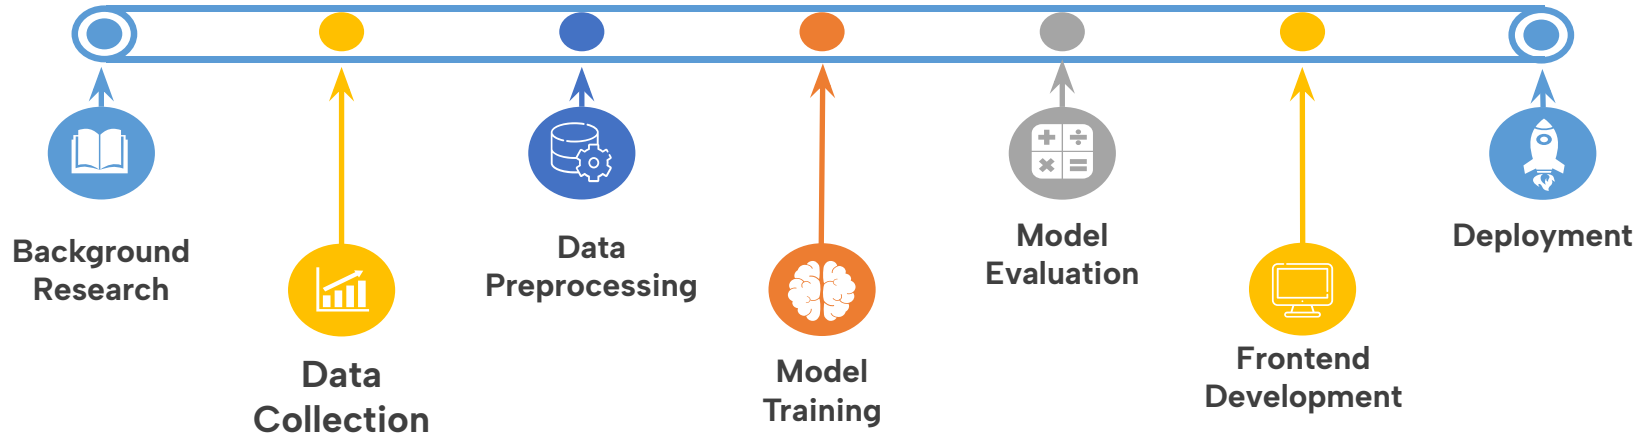 Background
Research
Data
Collection
Data
Preprocessing
Model
Training
Model
Evaluation
Frontend
Development
Deployment